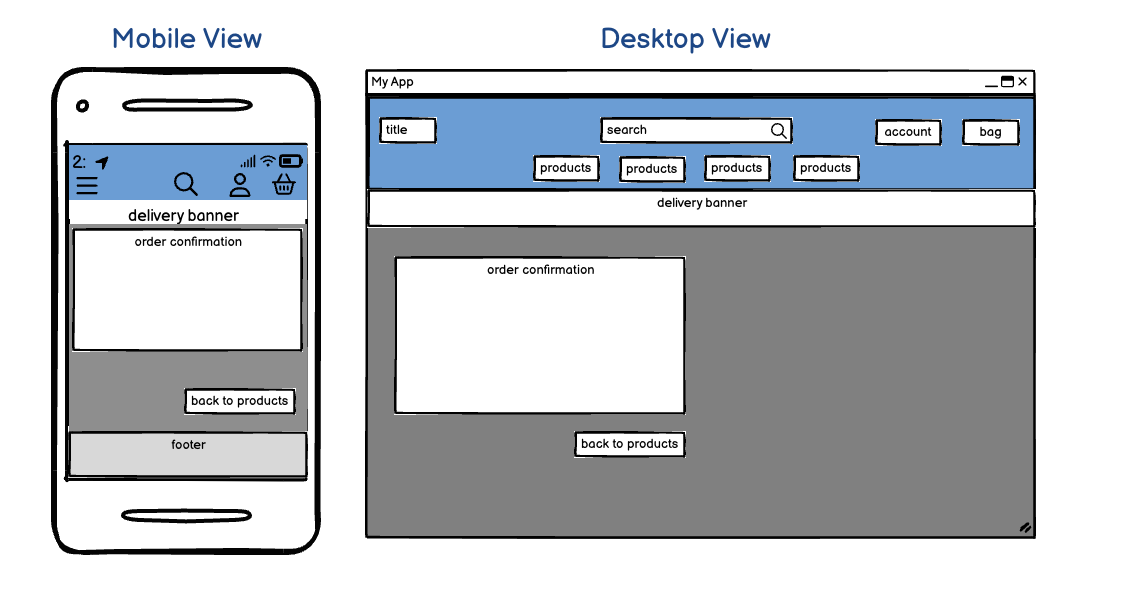 Mobile View
2:
delivery banner
order confirmation
back to products
footer
Desktop View
My App
title
search
account
bag
products
products
products
products
delivery banner
order confirmation
back to products